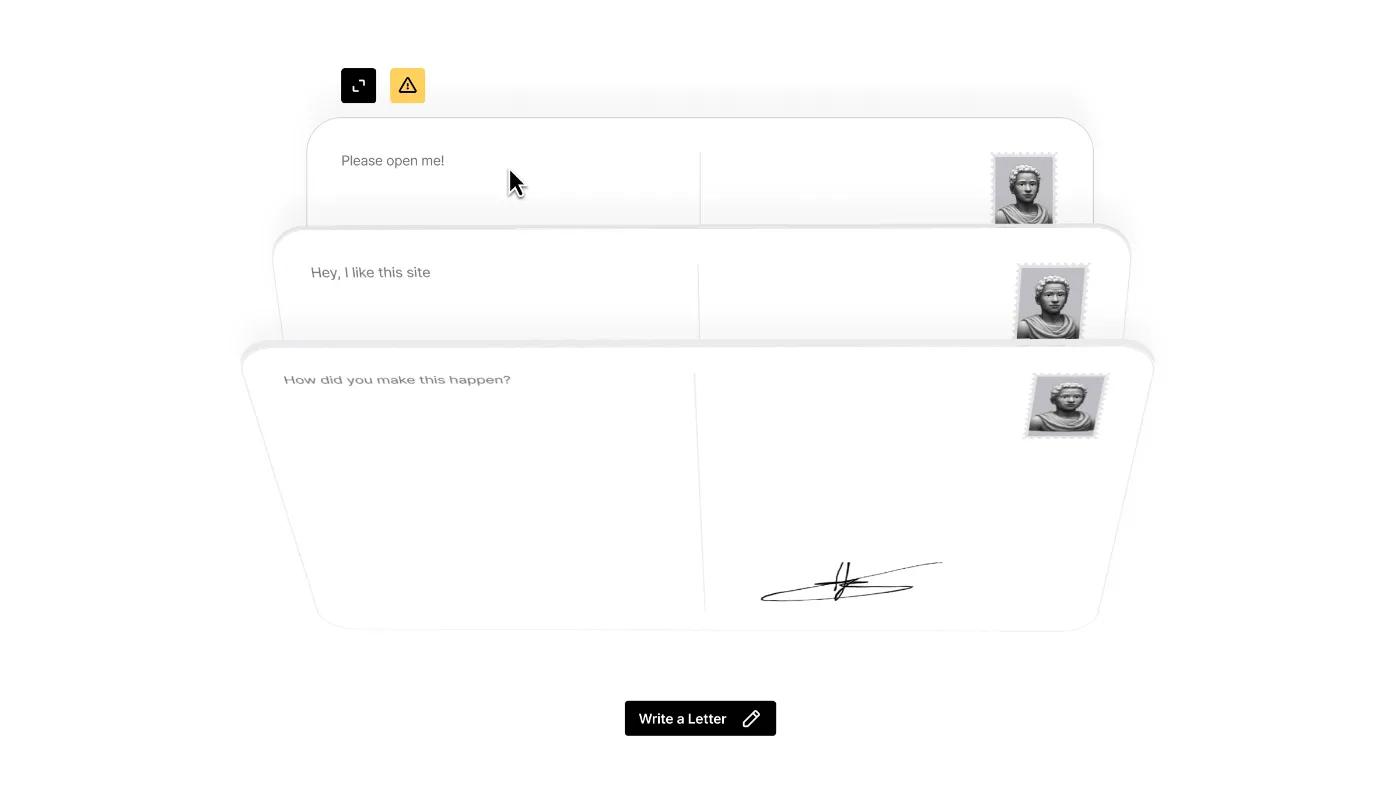 Please open me!
Hey, I like this site
How did you make this happen?
Write a Letter